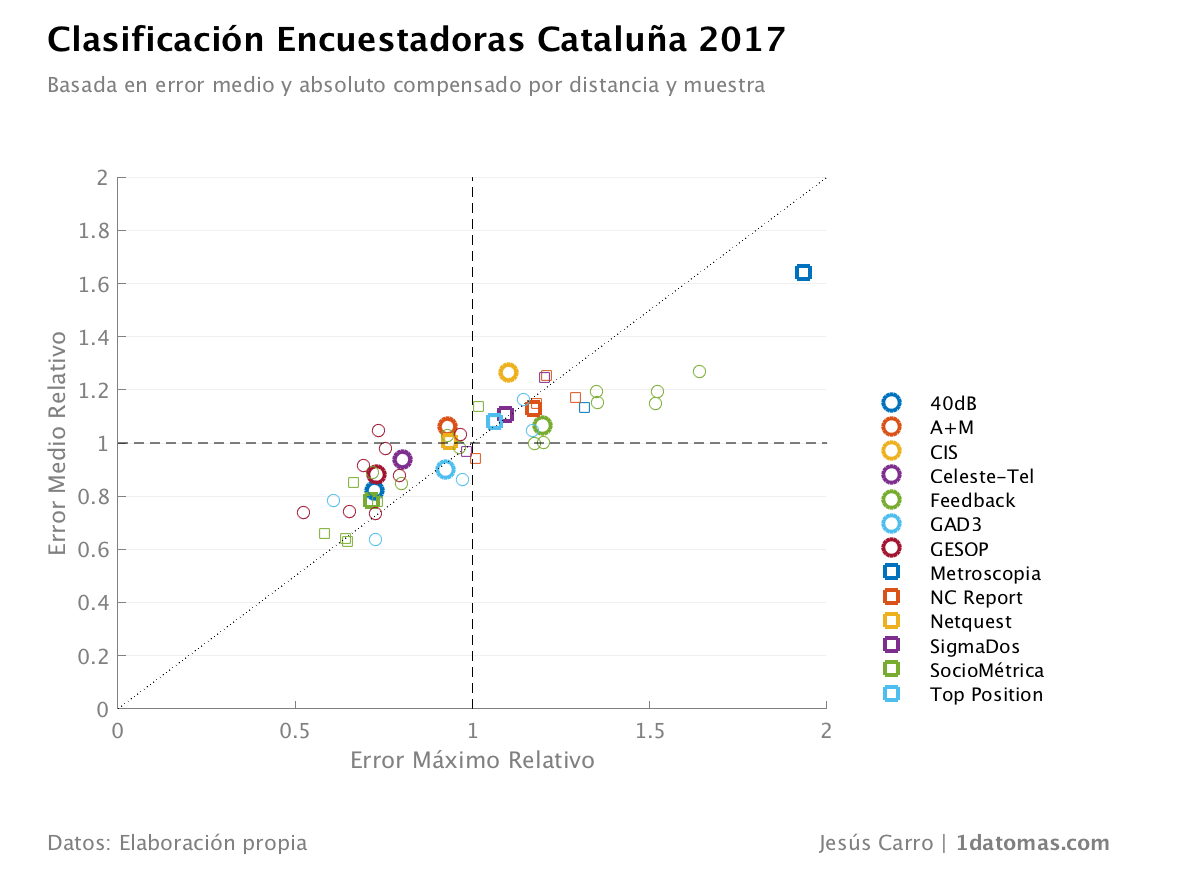 Clasificación Encuestadoras Cataluña 2017
Basada en error medio y absoluto compensado por distancia y muestra
Error Medio Relativo
2
1.8
1.6
1.4
1.2
1
0.8
0.6
0.4
0.2
0
0 0.5 1 1.5 2
Error Máximo Relativo
40dB
A+M
CIS
Celeste-Tel
Feedback
GAD3
GESOP
Metroscopia
NC Report
Netquest
SigmaDos
SocioMétrica
Top Position
Datos: Elaboración propia
Jesús Carro | 1datomas.com